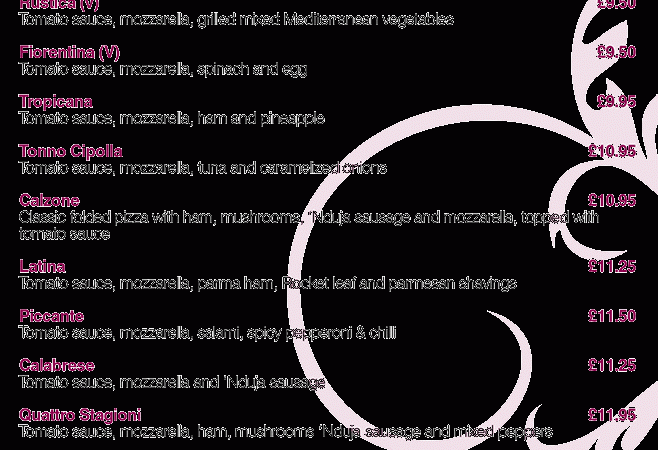 Rustica (V) £9.50
Tomato sauce, mozzarella, grilled mixed Mediterranean vegetables
Fiorentina (V) £9.50
Tomato sauce, mozzarella, spinach and egg
Tropicana £9.95
Tomato sauce, mozzarella, ham and pineapple
Tonno Cipolla £10.95
Tomato sauce, mozzarella, tuna and caramelized onions
Calzone £10.95
Classic folded pizza with ham, mushrooms, 'Nduja sausage and mozzarella, topped with
tomato sauce
Latina £11.25
Tomato sauce, mozzarella, parma ham, Rocket leaf and parmesan shavings
Piccante £11.50
Tomato sauce, mozzarella, salami, spicy pepperoni & chilli
Calabrese £11.25
Tomato sauce, mozzarella and 'Nduja sausage
Quattro Stagioni £11.95
Tomato sauce, mozzarella, ham, mushrooms 'Nduja sausage and mixed peppers